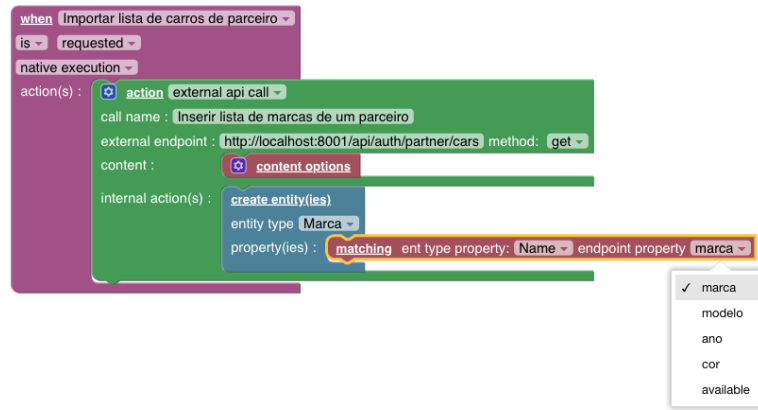 when Importar lista de carros de parceiro
is requested
native execution
action(s) : action external api call
call name : Inserir lista de marcas de um parceiro
external endpoint : http://localhost:8001/api/auth/partner/cars method: get
content : content options
internal action(s) : create entity(ies)
entity type Marca
property(ies) : matching ent type property: Name endpoint property marca
✓ marca
modelo
ano
cor
available